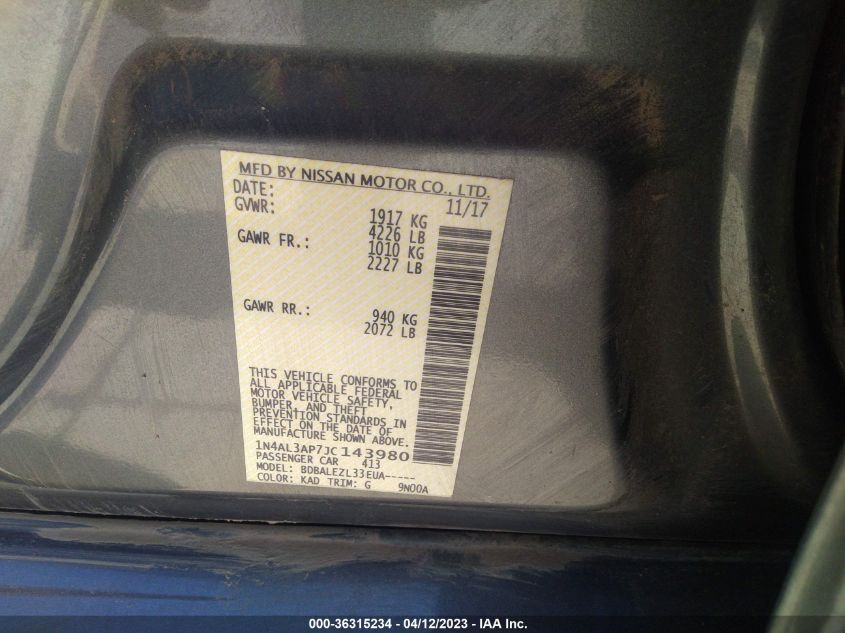 MFD BY NISSAN MOTOR CO., LTD.
DATE: 11/17
GVWR: 1917 KG
4226 LB
GAWR FR.: 1010 KG
2227 LB
GAWR RR.: 940 KG
2072 LB
THIS VEHICLE CONFORMS TO
ALL APPLICABLE FEDERAL
MOTOR VEHICLE SAFETY,
BUMPER, AND THEFT
PREVENTION STANDARDS IN
EFFECT ON THE DATE OF
MANUFACTURE SHOWN ABOVE.
1N4AL3AP7JC143980
PASSENGER CAR 413
MODEL: BDBALEZL33EUA-----
COLOR: KAD TRIM: G 9N00A
000-36315234 - 04/12/2023 - IAA Inc.